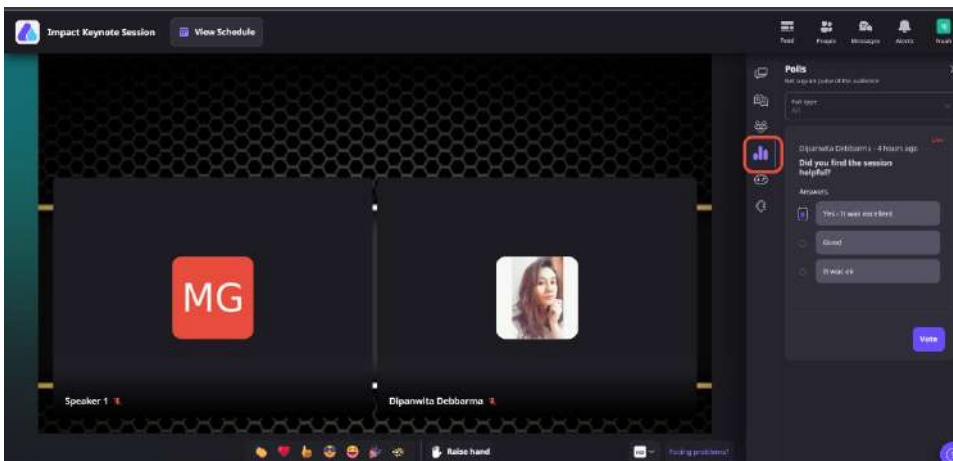 Impact Keynote Session
View Schedule
Feed
People
Messages
Alerts
Noah
Polls
Poll type
All
Dipanwita Debbarma - 4 hours ago
Live
Did you find the session
helpful?
Answers
Yes - It was excellent
Good
It was ok
Vote
MG
Speaker 1
Dipanwita Debbarma
Raise hand
Facing problems?